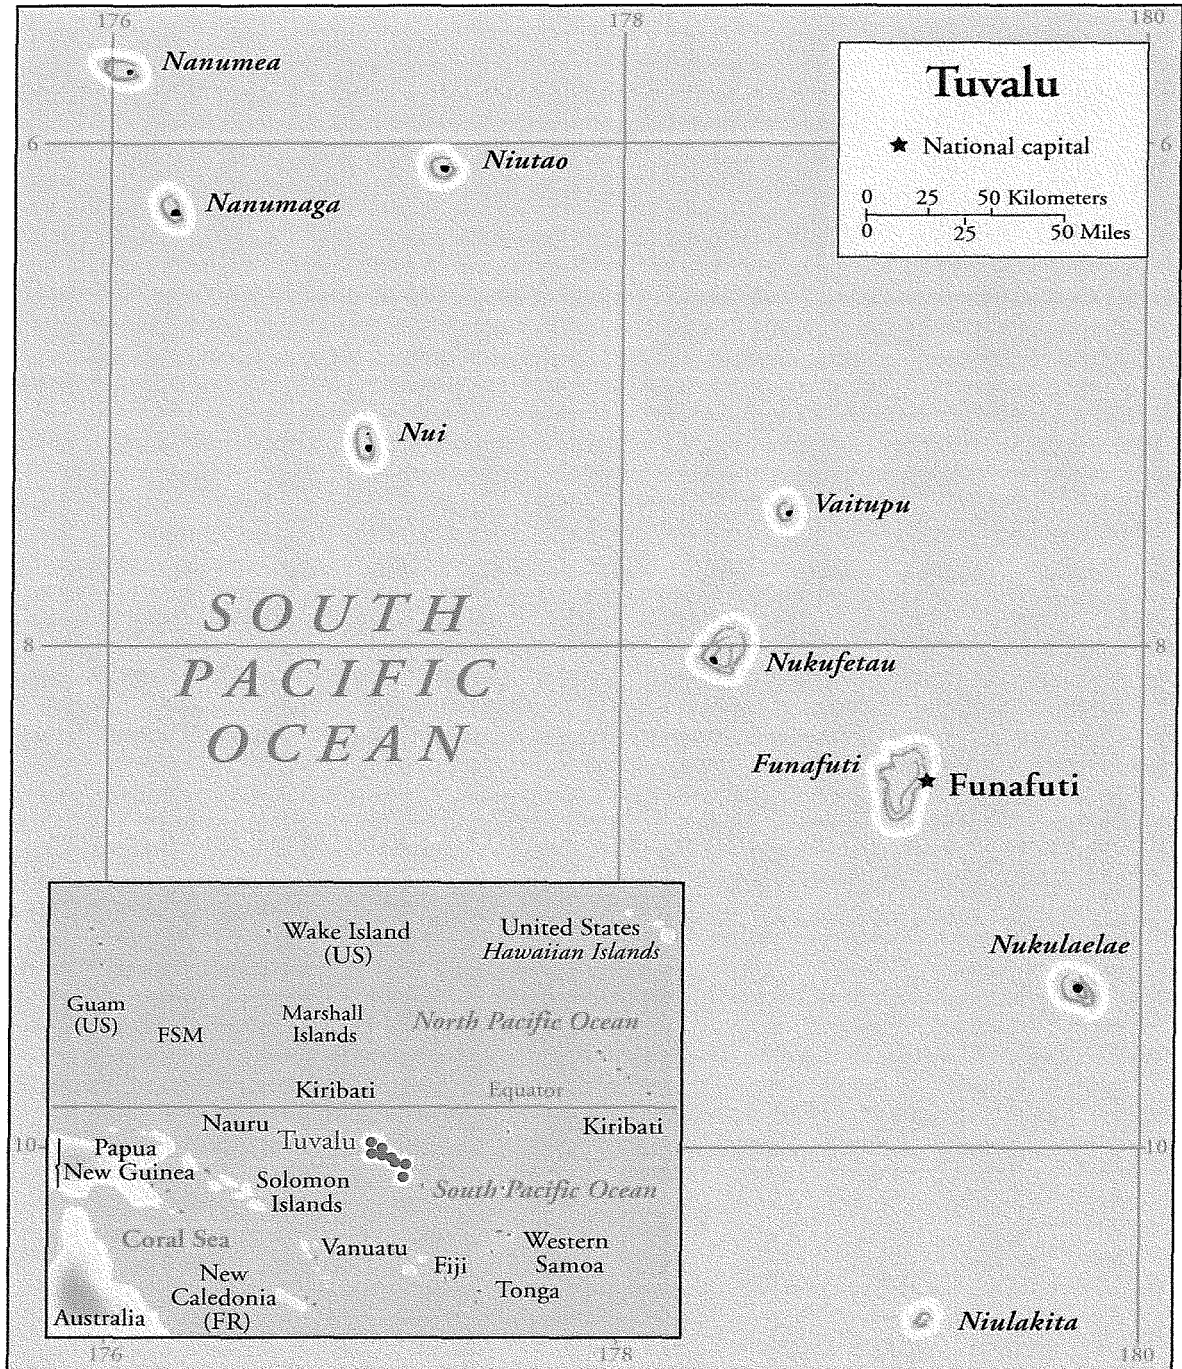 176 178 180
Nanumea
Tuvalu
★ National capital
0 25 50 Kilometers
0 25 50 Miles
6 6
Niutao
Nanumaga
Nui
Vaitupu
SOUTH
PACIFIC
OCEAN
8 8
Nukufetau
Funafuti
Funafuti
Nukulaelae
Wake Island
(US)
United States
Hawaiian Islands
Guam
(US)
FSM
Marshall
Islands
North Pacific Ocean
Kiribati
Equator
Nauru
Kiribati
Tuvalu
10 10
Papua
New Guinea
Solomon
Islands
South Pacific Ocean
Coral Sea
Vanuatu
Fiji
Western
Samoa
Tonga
New
Caledonia
(FR)
Australia
Niulakita
176 178 180